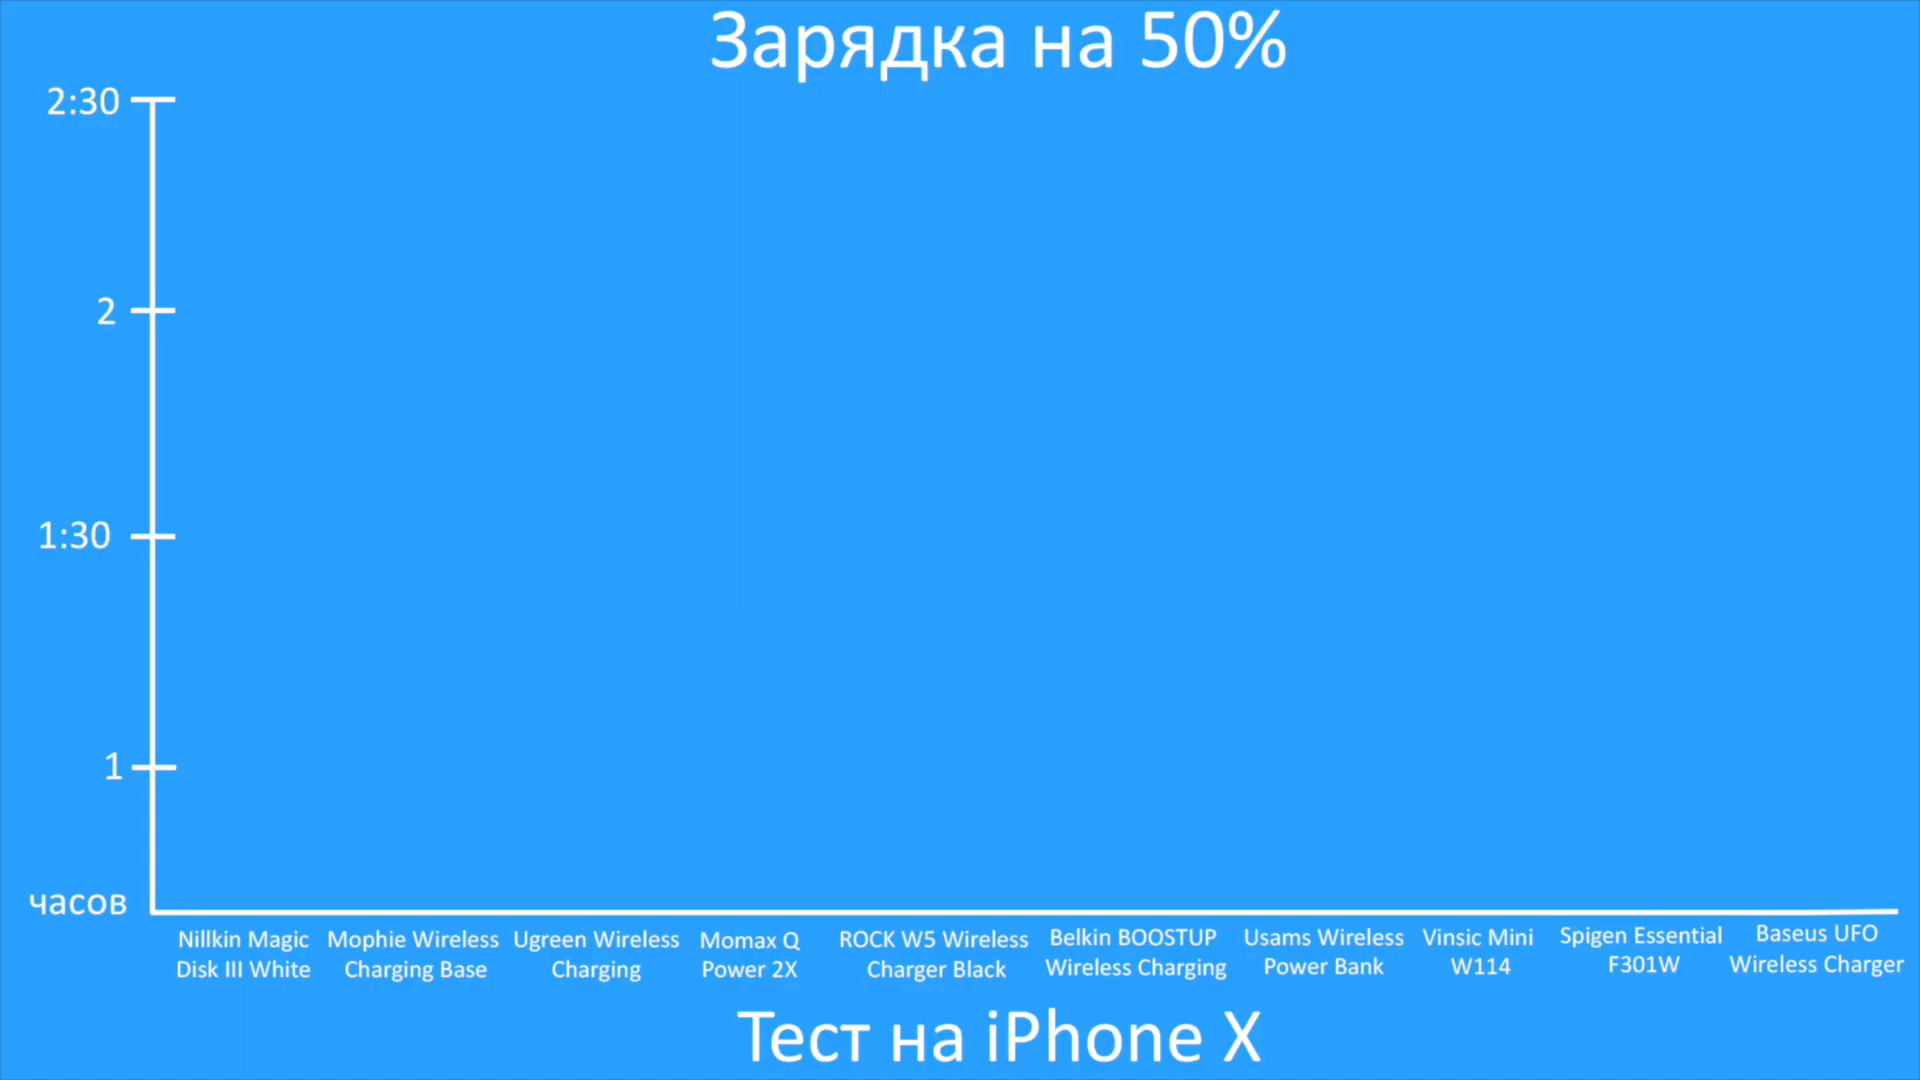 Зарядка на 50%
2:30
2
1:30
1
часов
Nillkin Magic
Disk III White
Mophie Wireless
Charging Base
Ugreen Wireless
Charging
Momax Q
Power 2X
ROCK W5 Wireless
Charger Black
Belkin BOOSTUP
Wireless Charging
Usams Wireless
Power Bank
Vinsic Mini
W114
Spigen Essential
F301W
Baseus UFO
Wireless Charger
Тест на iPhone X